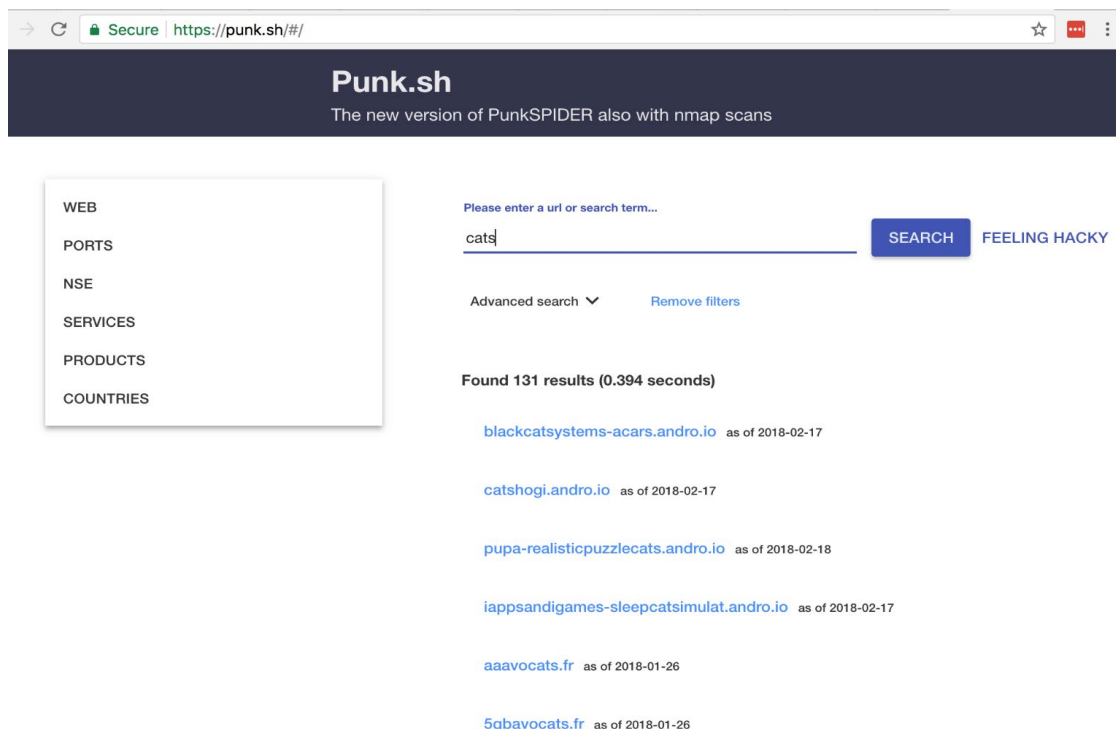 Secure https://punk.sh/#/
Punk.sh
The new version of PunkSPIDER also with nmap scans
WEB
PORTS
NSE
SERVICES
PRODUCTS
COUNTRIES
Please enter a url or search term...
cats
SEARCH FEELING HACKY
Advanced search Remove filters
Found 131 results (0.394 seconds)
blackcatsystems-acars.andro.io as of 2018-02-17
catshogi.andro.io as of 2018-02-17
pupa-realisticpuzzlecats.andro.io as of 2018-02-18
iappsandigames-sleepcatsimulat.andro.io as of 2018-02-17
aaavocats.fr as of 2018-01-26
5gbavocats.fr as of 2018-01-26